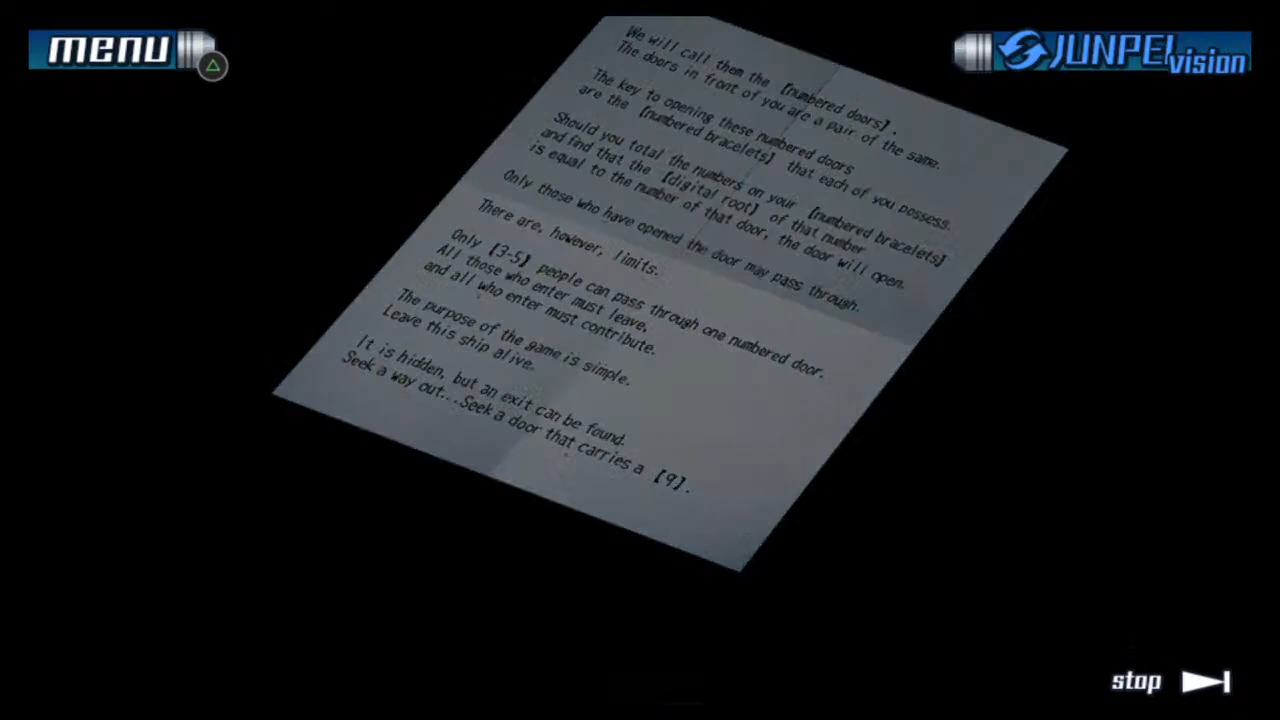 menu
JUNPEI vision
We will call them the 【numbered doors】.
The doors in front of you are a pair of the same.
The key to opening these numbered doors
are the 【numbered bracelets】 that each of you possess.
Should you total the numbers on your 【numbered bracelets】
and find that the 【digital root】 of that number
is equal to the number of that door, the door will open.
Only those who have opened the door may pass through.
There are, however, limits.
Only 【3-5】 people can pass through one numbered door.
All those who enter must leave,
and all who enter must contribute.
The purpose of the game is simple.
Leave this ship alive.
It is hidden, but an exit can be found.
Seek a way out...Seek a door that carries a 【9】.
stop